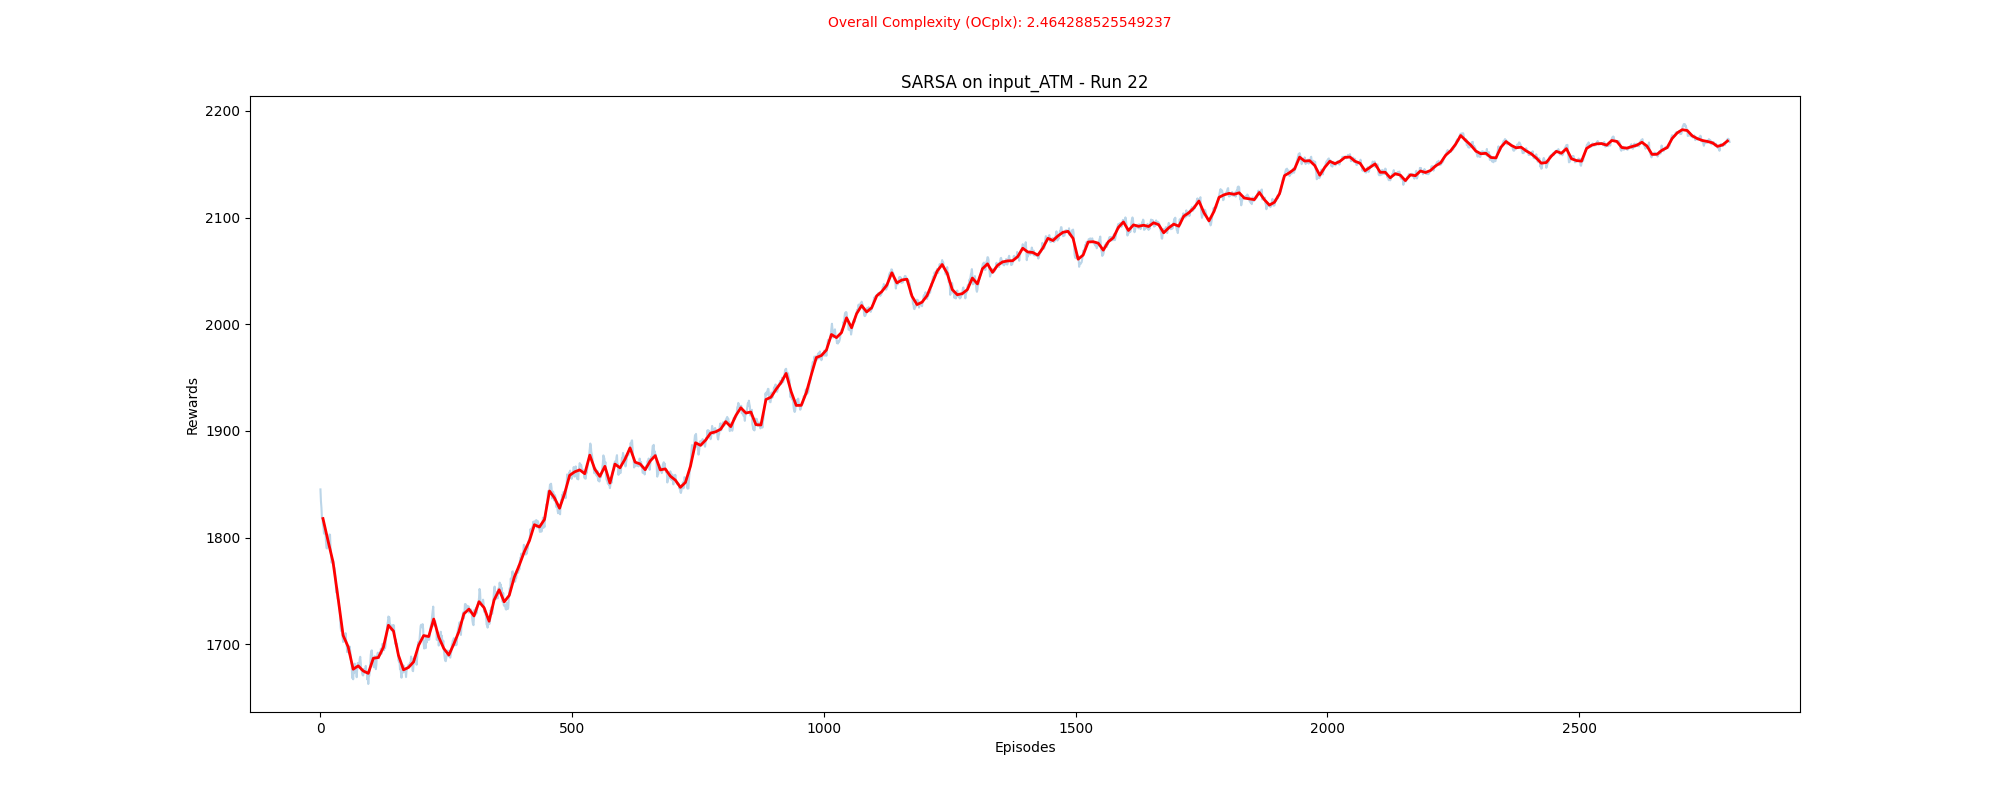 Overall Complexity (OCplx): 2.464288525549237
SARSA on input_ATM - Run 22
2200
2100
2000
1900
1800
1700
Rewards
0 500 1000 1500 2000 2500
Episodes